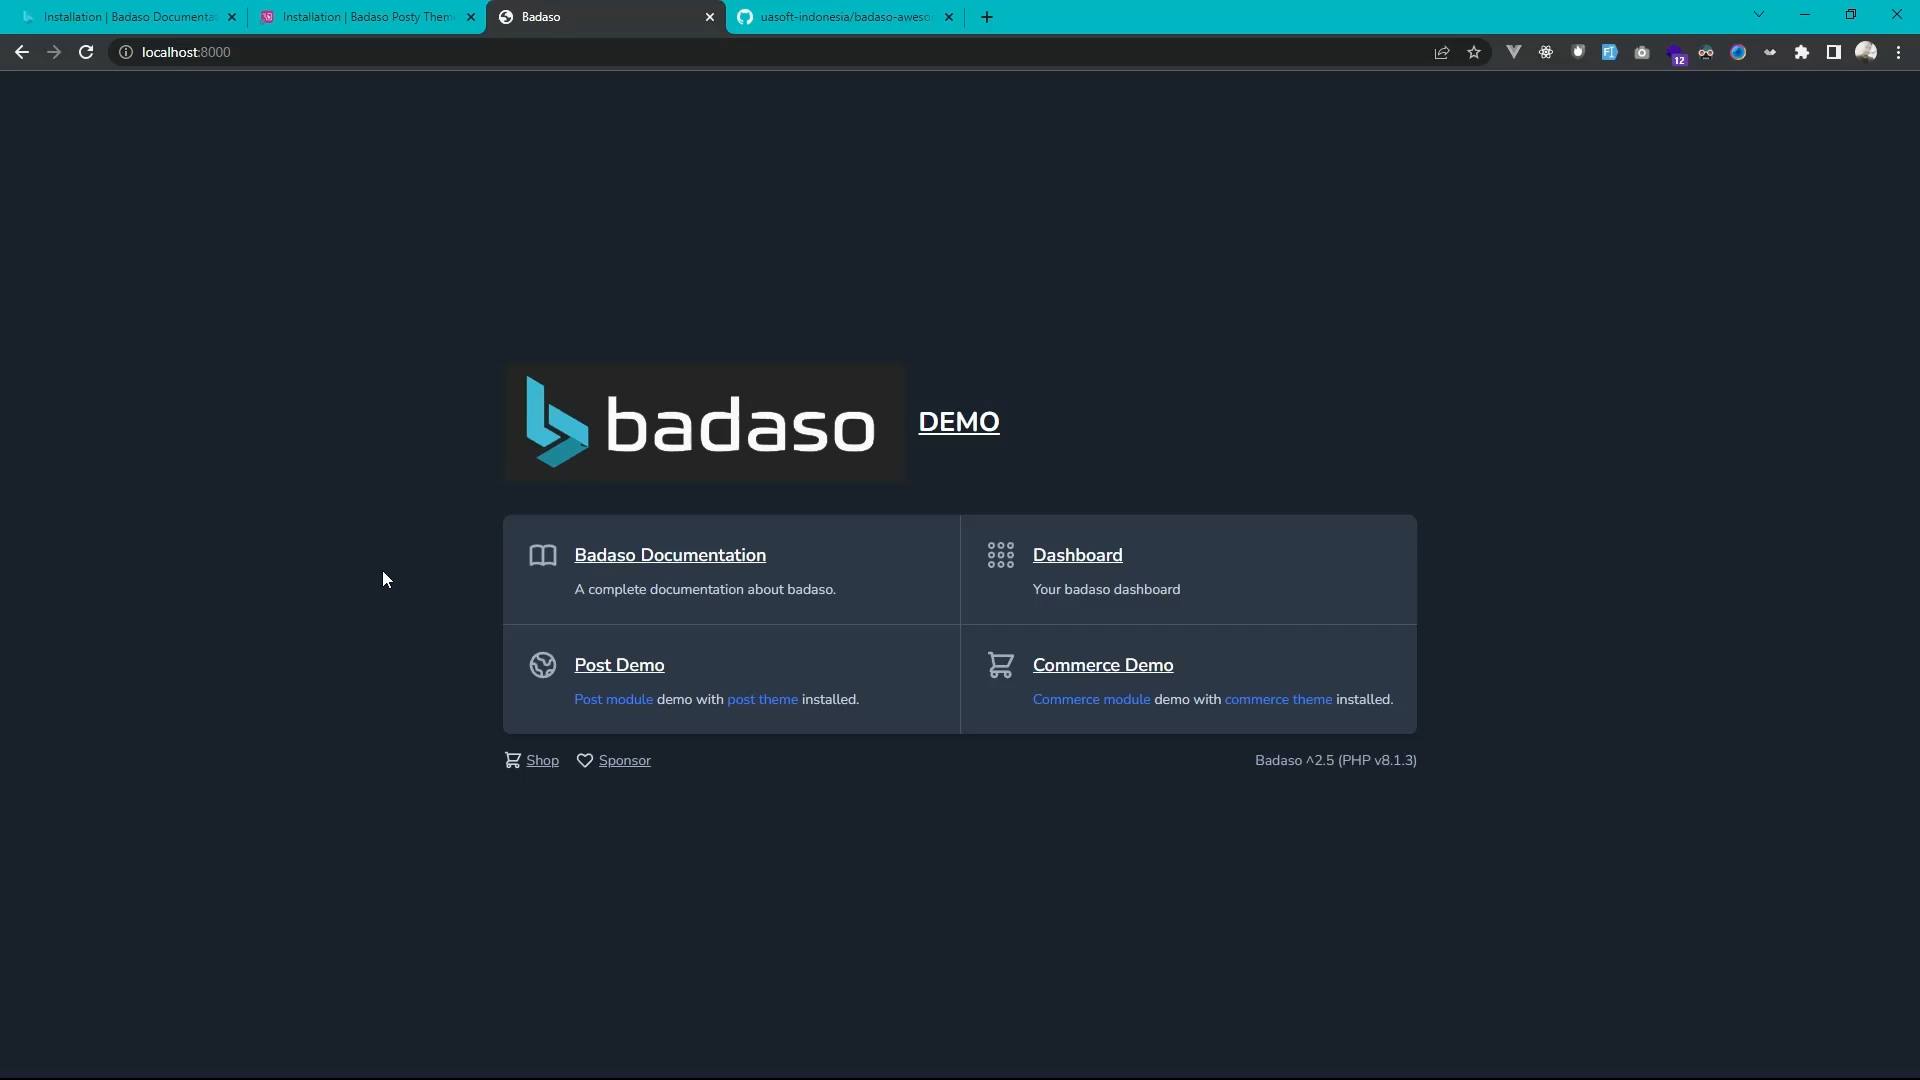 Installation | Badaso Documentat
Installation | Badaso Posty Them
Badaso
uasoft-indonesia/badaso-aweso
localhost:8000
12
badaso DEMO
Badaso Documentation
A complete documentation about badaso.
Dashboard
Your badaso dashboard
Post Demo
Post module demo with post theme installed.
Commerce Demo
Commerce module demo with commerce theme installed.
Shop Sponsor
Badaso ^2.5 (PHP v8.1.3)